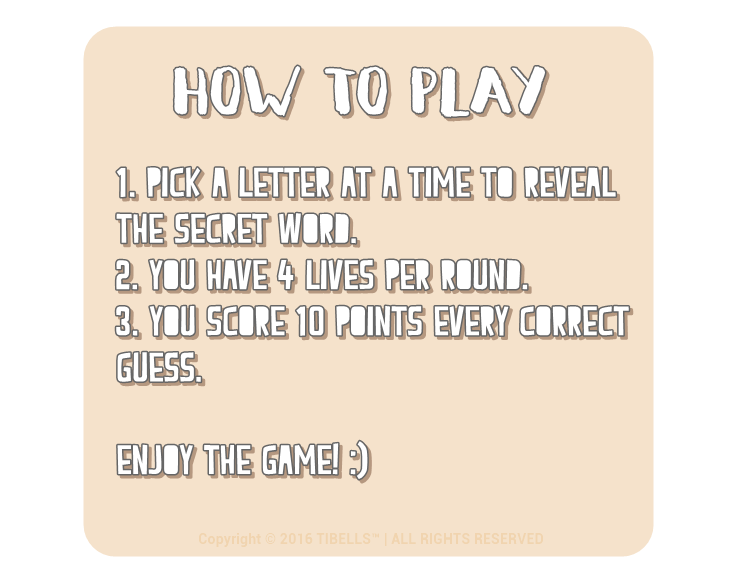 HOW TO PLAY
1. PICK A LETTER AT A TIME TO REVEAL
THE SECRET WORD.
2. YOU HAVE 4 LIVES PER ROUND.
3. YOU SCORE 10 POINTS EVERY CORRECT
GUESS.
ENJOY THE GAME! :)
Copyright © 2016 TIBELLS™ | ALL RIGHTS RESERVED